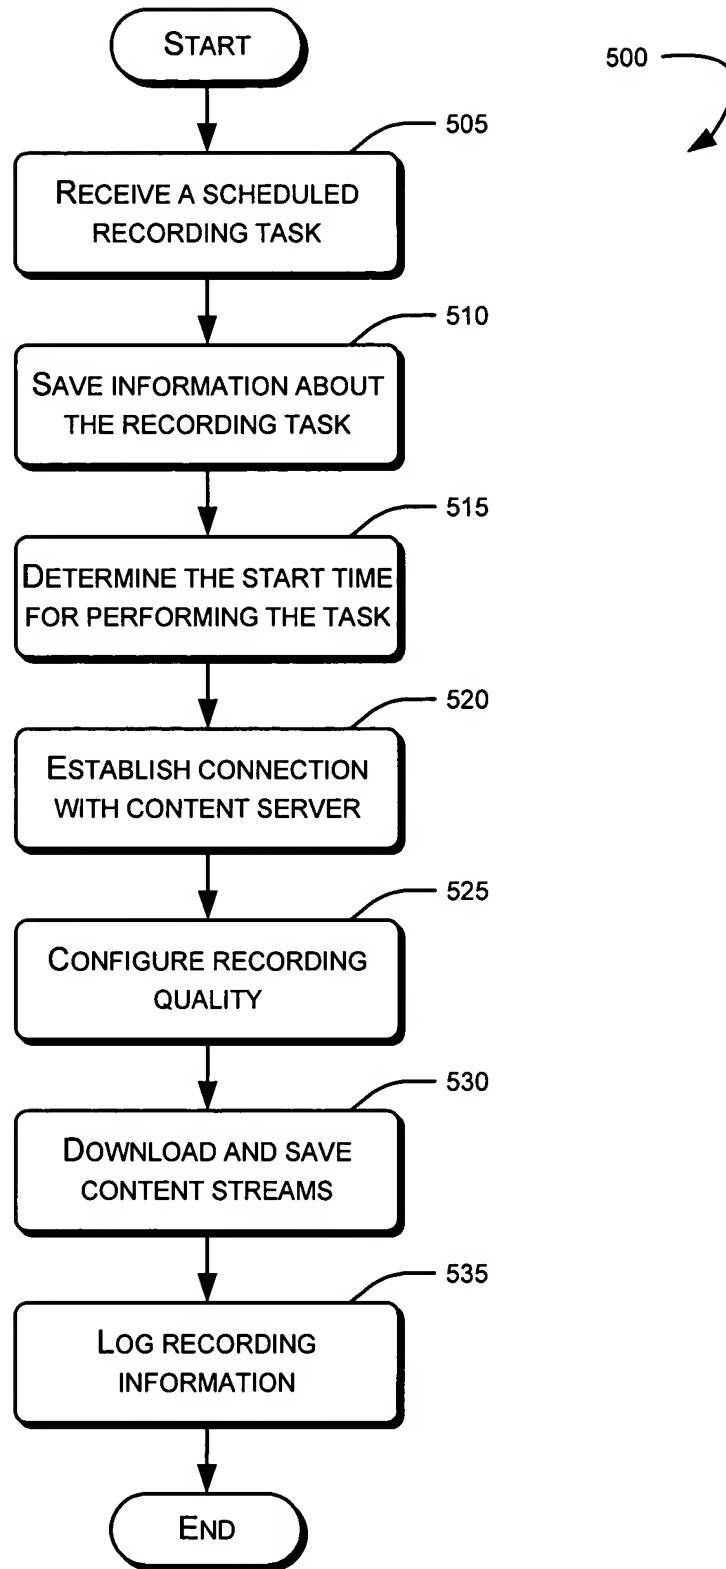 START
500
505
RECEIVE A SCHEDULED
RECORDING TASK
510
SAVE INFORMATION ABOUT
THE RECORDING TASK
515
DETERMINE THE START TIME
FOR PERFORMING THE TASK
520
ESTABLISH CONNECTION
WITH CONTENT SERVER
525
CONFIGURE RECORDING
QUALITY
530
DOWNLOAD AND SAVE
CONTENT STREAMS
535
LOG RECORDING
INFORMATION
END